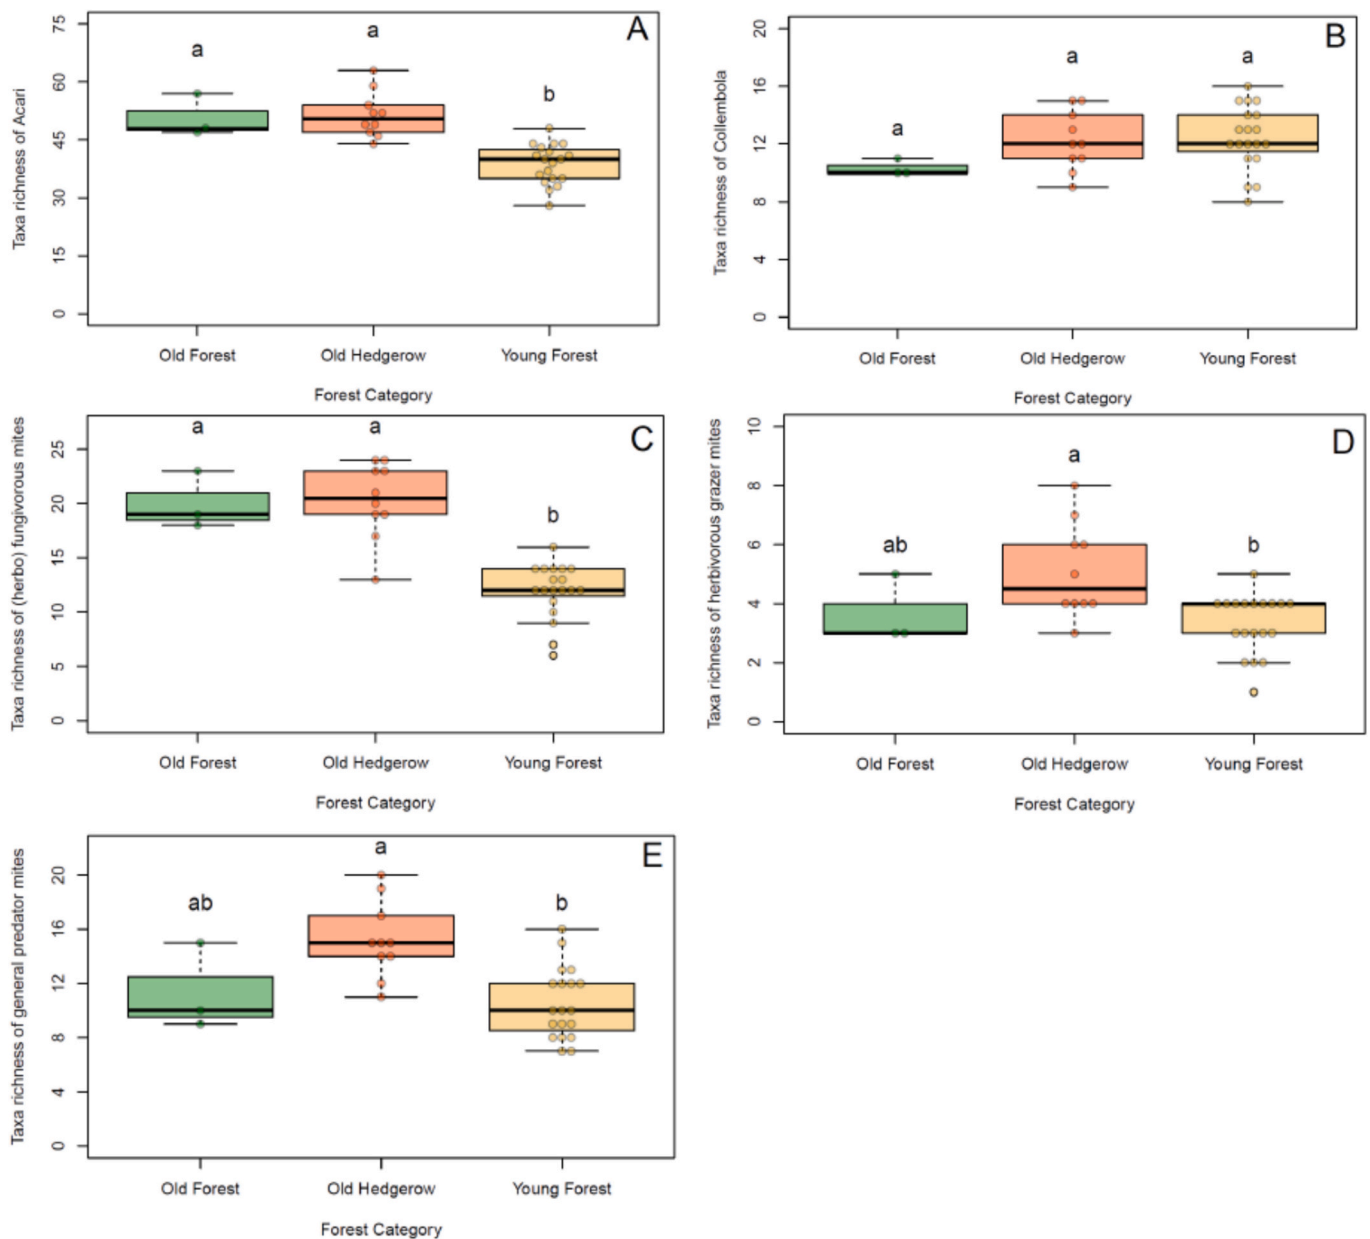 A
Taxa richness of Acari
75
60
45
30
15
0
a
a
b
Old Forest
Old Hedgerow
Young Forest
Forest Category
B
Taxa richness of Collembola
20
16
12
8
4
0
a
a
a
Old Forest
Old Hedgerow
Young Forest
Forest Category
C
Taxa richness of (herbo) fungivorous mites
25
20
15
10
5
0
a
a
b
Old Forest
Old Hedgerow
Young Forest
Forest Category
D
Taxa richness of herbivorous grazer mites
10
8
6
4
2
0
ab
a
b
Old Forest
Old Hedgerow
Young Forest
Forest Category
E
Taxa richness of general predator mites
20
16
12
8
4
0
ab
a
b
Old Forest
Old Hedgerow
Young Forest
Forest Category